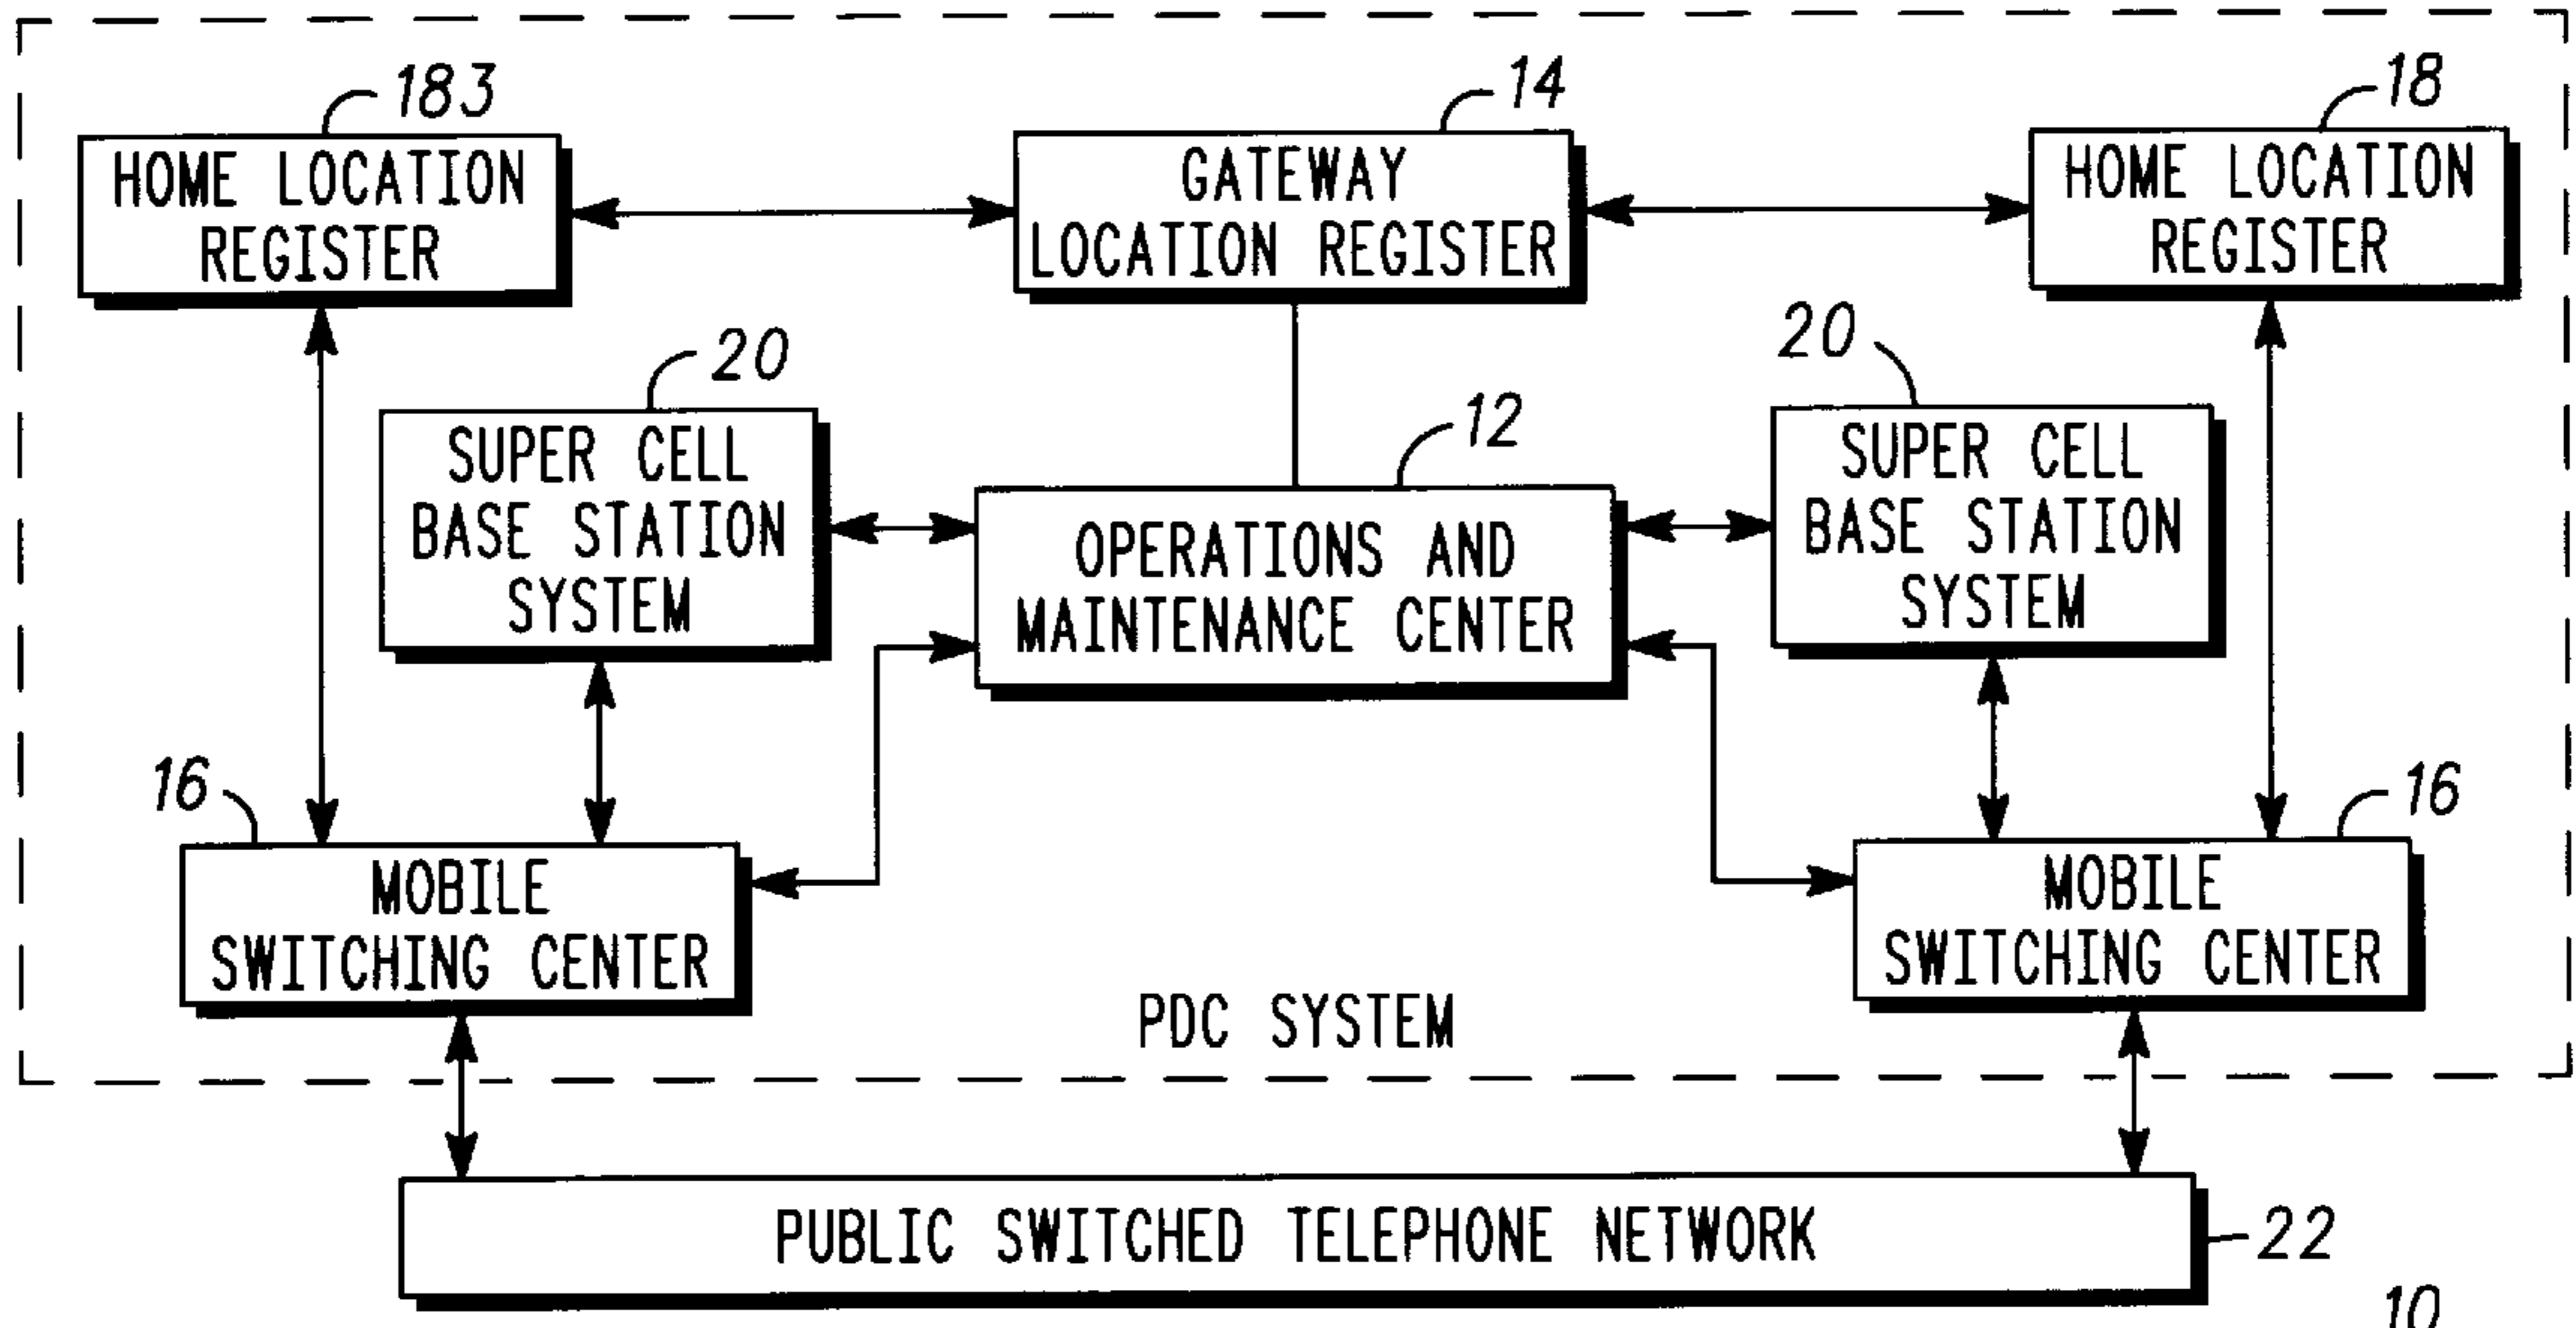 183
14
18
HOME LOCATION
REGISTER
GATEWAY
LOCATION REGISTER
HOME LOCATION
REGISTER
20
20
12
SUPER CELL
BASE STATION
SYSTEM
OPERATIONS AND
MAINTENANCE CENTER
SUPER CELL
BASE STATION
SYSTEM
16
16
MOBILE
SWITCHING CENTER
MOBILE
SWITCHING CENTER
PDC SYSTEM
PUBLIC SWITCHED TELEPHONE NETWORK
22
10